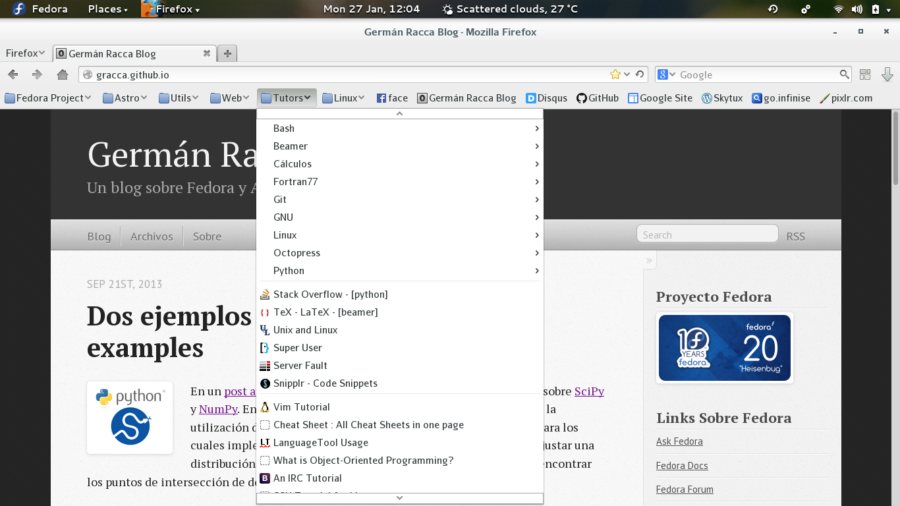 Fedora Places Firefox Mon 27 Jan, 12:04 Scattered clouds, 27 °C
Germán Racca Blog - Mozilla Firefox
Firefox Germán Racca Blog
gracca.github.io Google
Fedora Project Astro Utils Web Tutors Linux face Germán Racca Blog Disqus GitHub Google Site Skytux go.infinise pixlr.com
Germán Ra
Un blog sobre Fedora y
Blog Archivos Sobre Search RSS
Bash
Beamer
Cálculos
Fortran77
Git
GNU
Linux
Octopress
Python
Stack Overflow - [python]
TeX - LaTeX - [beamer]
Unix and Linux
Super User
Server Fault
Snipplr - Code Snippets
Vim Tutorial
Cheat Sheet : All Cheat Sheets in one page
LanguageTool Usage
What is Object-Oriented Programming?
An IRC Tutorial
SEP 21ST, 2013
Dos ejemplos
examples
python
En un post a sobre SciPy
y NumPy. En la
utilización d ara los
cuales imple justar una
distribución encontrar
los puntos de intersección de d
»
Proyecto Fedora
10 YEARS fedora
fedora 20 "Heisenbug"
Links Sobre Fedora
Ask Fedora
Fedora Docs
Fedora Forum